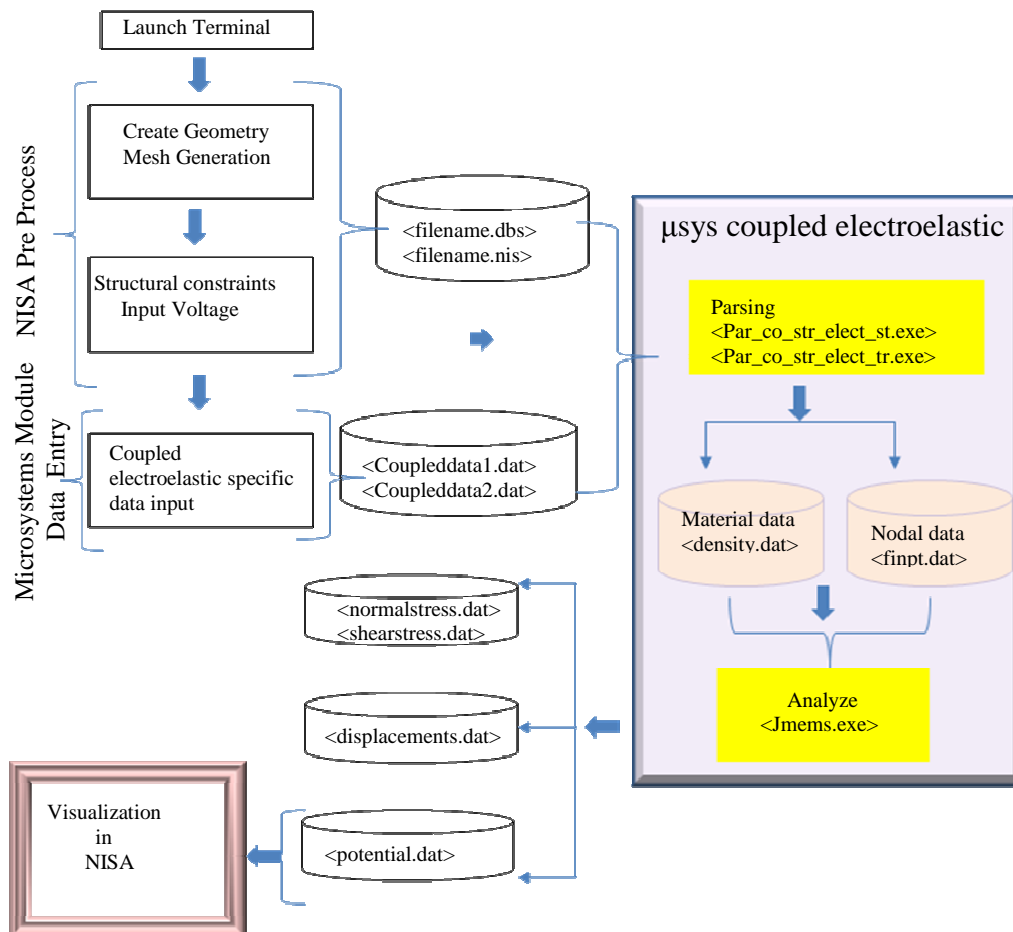 Launch Terminal
NISA Pre Process
Create Geometry
Mesh Generation
Structural constraints
Input Voltage
<filename.dbs>
<filename.nis>
Microsystems Module
Data Entry
Coupled
electroelastic specific
data input
<Coupleddata1.dat>
<Coupleddata2.dat>
μsys coupled electroelastic
Parsing
<Par_co_str_elect_st.exe>
<Par_co_str_elect_tr.exe>
Material data
<density.dat>
Nodal data
<finpt.dat>
Analyze
<Jmems.exe>
<normalstress.dat>
<shearstress.dat>
<displacements.dat>
<potential.dat>
Visualization
in
NISA